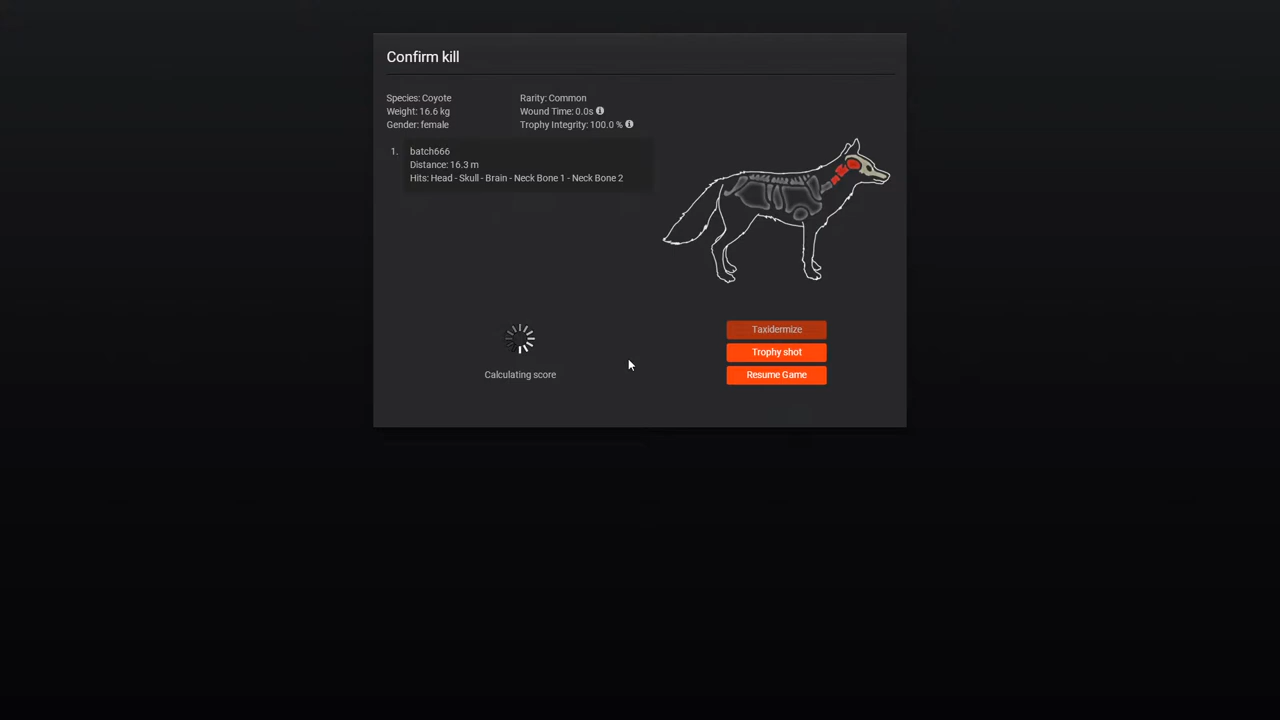 Confirm kill
Species: Coyote
Rarity: Common
Weight: 16.6 kg
Wound Time: 0.0s
Gender: female
Trophy Integrity: 100.0 %
1. batch666
Distance: 16.3 m
Hits: Head - Skull - Brain - Neck Bone 1 - Neck Bone 2
Taxidermize
Trophy shot
Calculating score
Resume Game